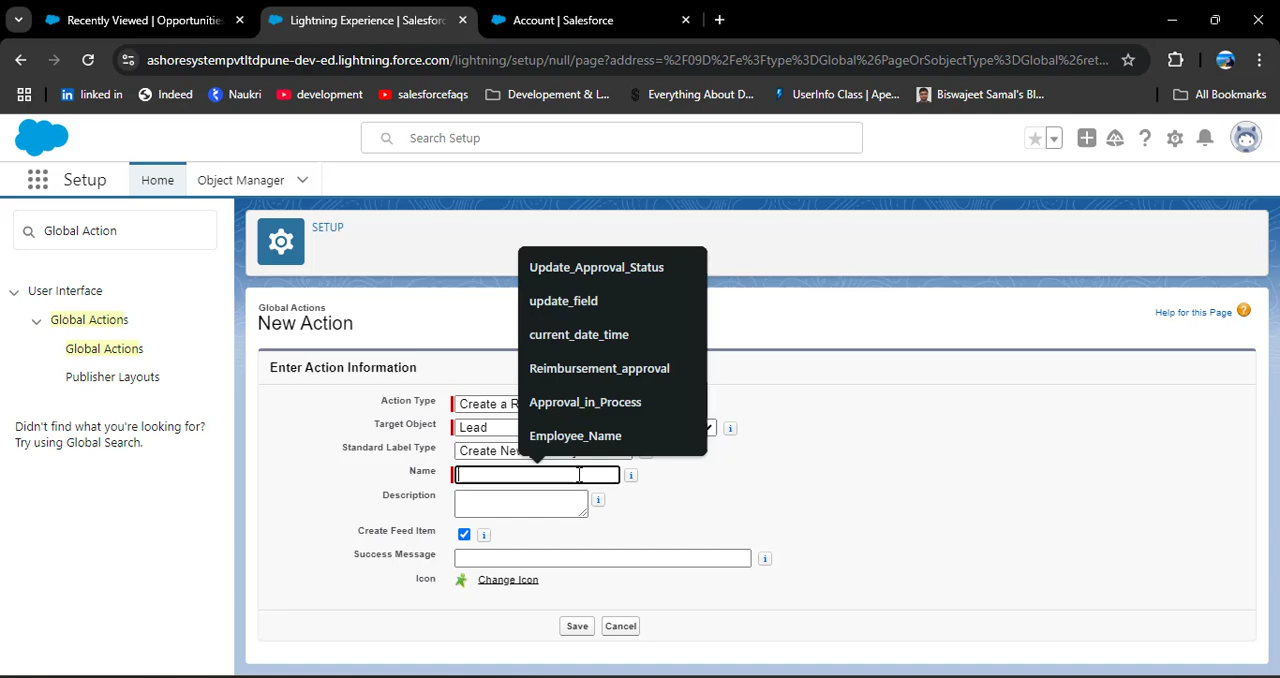 Recently Viewed | Opportunities
Lightning Experience | Salesforc
Account | Salesforce
ashoresystempvtltdpune-dev-ed.lightning.force.com/lightning/setup/null/page?address=%2F09D%2Fe%3Ftype%3DGlobal%26PageOrSobjectType%3DGlobal%26ret...
linked in
Indeed
Naukri
development
salesforcefaqs
Developement & L...
Everything About D...
UserInfo Class | Ape...
Biswajeet Samal's Bl...
All Bookmarks
Search Setup
Setup
Home
Object Manager
Global Action
User Interface
Global Actions
Global Actions
Publisher Layouts
Didn't find what you're looking for?
Try using Global Search.
SETUP
Global Actions
New Action
Help for this Page
Enter Action Information
Action Type
Create a R
Target Object
Lead
Standard Label Type
Create New
Name
Description
Create Feed Item
Success Message
Icon
Change Icon
Save
Cancel
Update_Approval_Status
update_field
current_date_time
Reimbursement_approval
Approval_in_Process
Employee_Name